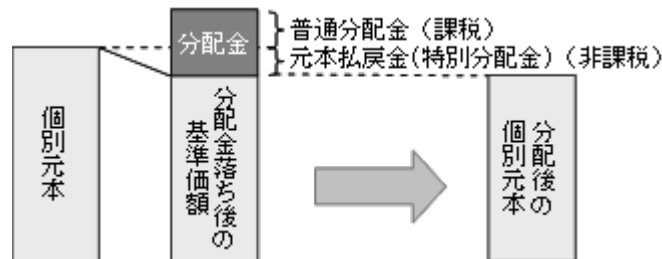 分配金
普通分配金（課税）
元本払戻金(特別分配金)（非課税）
個別元本
分配金落ち後の
基準価額
分配後の
個別元本